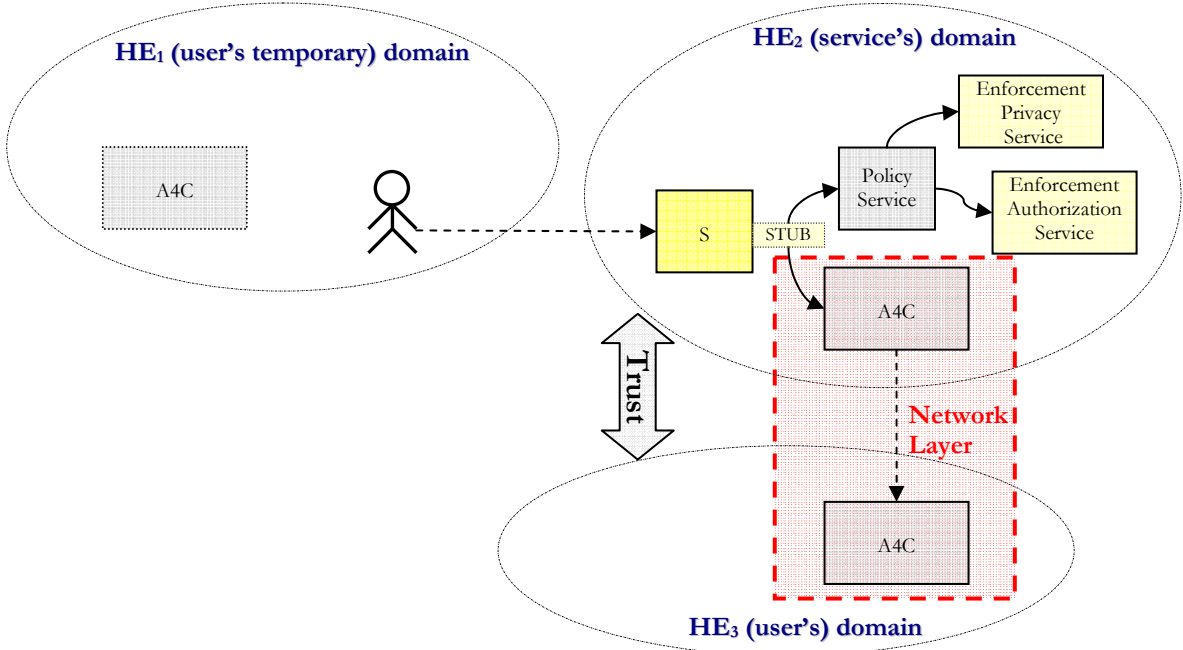 HE₁ (user's temporary) domain
A4C
HE₂ (service's) domain
Enforcement
Privacy
Service
Policy
Service
Enforcement
Authorization
Service
S
STUB
A4C
Trust
Network
Layer
A4C
HE₃ (user's) domain